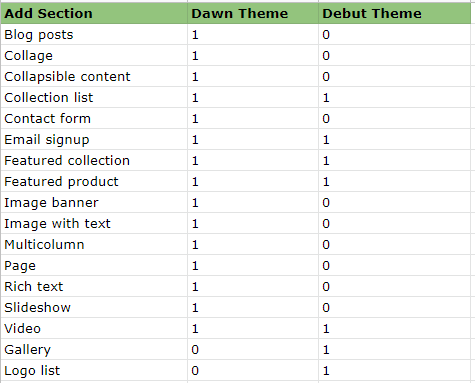 Add Section Dawn Theme Debut Theme
Blog posts 1 0
Collage 1 0
Collapsible content 1 0
Collection list 1 1
Contact form 1 0
Email signup 1 1
Featured collection 1 1
Featured product 1 1
Image banner 1 0
Image with text 1 0
Multicolumn 1 0
Page 1 0
Rich text 1 0
Slideshow 1 0
Video 1 1
Gallery 0 1
Logo list 0 1